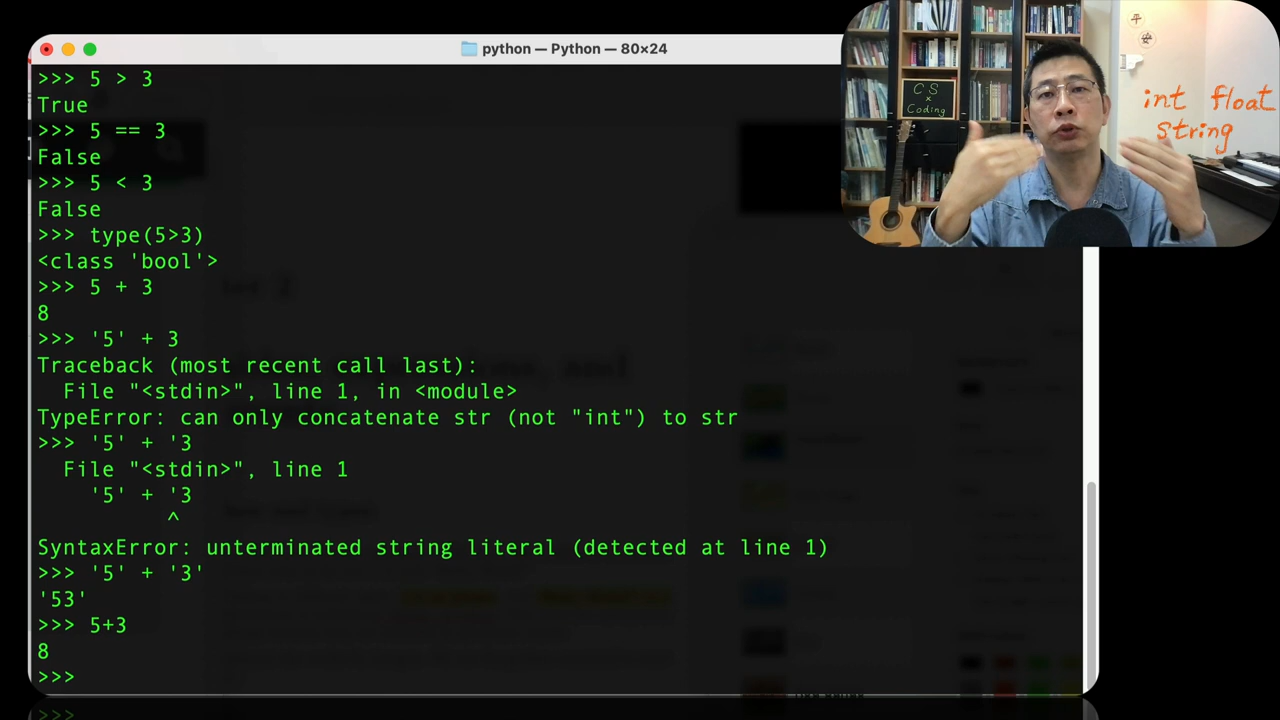 python — Python — 80×24
>>> 5 > 3
True
>>> 5 == 3
False
>>> 5 < 3
False
>>> type(5>3)
<class 'bool'>
>>> 5 + 3
8
>>> '5' + 3
Traceback (most recent call last):
  File "<stdin>", line 1, in <module>
TypeError: can only concatenate str (not "int") to str
>>> '5' + '3
  File "<stdin>", line 1
    '5' + '3
          ^
SyntaxError: unterminated string literal (detected at line 1)
>>> '5' + '3'
'53'
>>> 5+3
8
>>>
平
安
CS
×
Coding
int float
string